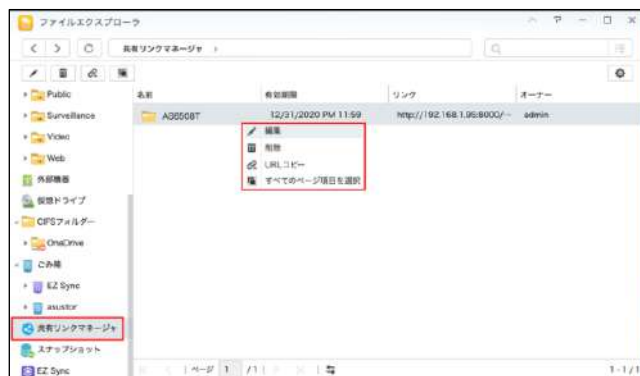 ファイルエクスプローラ
共有リンクマネージャ
Public
Surveillance
Video
Web
外部機器
仮想ドライブ
CIFSフォルダー
OneDrive
ごみ箱
EZ Sync
asustor
共有リンクマネージャ
スナップショット
EZ Sync
名前 有効期限 リンク オーナー
AS6508T 12/31/2020 PM 11:59 http://192.168.1.95:8000/··· admin
編集
削除
URLコピー
すべてのページ項目を選択
ページ 1 /1
1-1 / 1